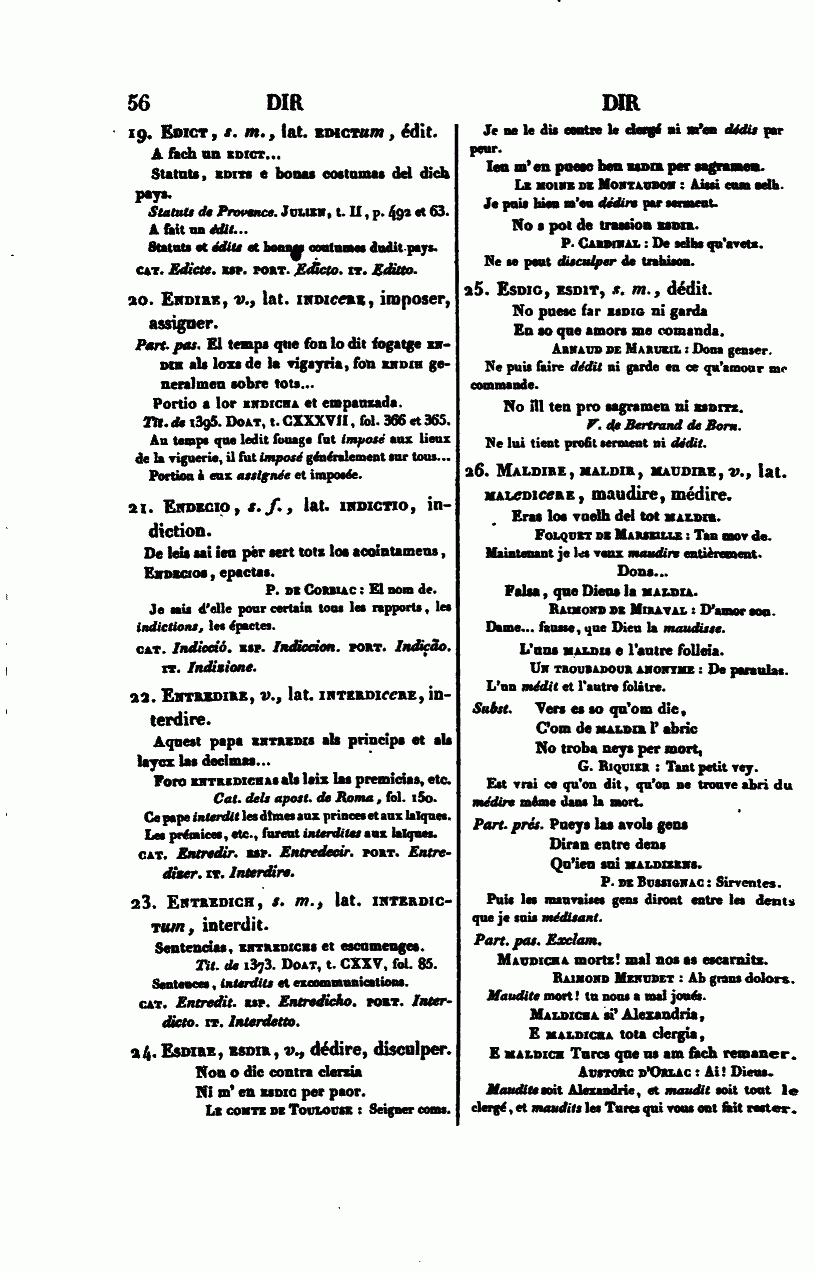 56 DIR DIR
19. EDICT, s. m., lat. EDICTUM, édit.
A fach un EDICT...
Statuts, EDITS e bonas costumas del dich
pays.
Statuts de Provence. JULIEN, t. II, p. 492 et 63.
A fait un édit...
Statuts et édits et bonnes coutumes dudit pays.
CAT. Edicte. ESP. PORT. Edicto. IT. Editto.
20. ENDIRE, v., lat. INDICERE, imposer,
assigner.
Part. pas. El temps que fon lo dit fogatge EN-
DIH als loxs de la vigayria, fon ENDIH ge-
neralmen sobre tots...
Portio a lor ENDICHA et empauzada.
Tit. de 1395. DOAT, t. CXXXVII, fol. 366 et 365.
Au temps que ledit fouage fut imposé aux lieux
de la viguerie, il fut imposé généralement sur tous...
Portion à eux assignée et imposée.
21. ENDECIO, s. f., lat. INDICTIO, in-
diction.
De leis sai ieu per sert totz los acointamens,
ENDECIOS, epactas.
P. DE CORBIAC : El nom de.
Je sais d'elle pour certain tous les rapports, les
indictions, les épactes.
CAT. Indicció. ESP. Indiccion. PORT. Indição.
IT. Indizione.
22. ENTREDIRE, v., lat. INTERDICERE, in-
terdire.
Aquest papa ENTREDIS als princips et als
laycx las decimas...
Foro ENTREDICHAS als leix las premicias, etc.
Cat. dels apost. de Roma, fol. 150.
Ce pape interdit les dîmes aux princes et aux laïques.
Les prémices, etc., furent interdites aux laïques.
CAT. Entredir. ESP. Entredecir. PORT. Entre-
dizer. IT. Interdire.
23. ENTREDICH, s. m., lat. INTERDIC-
TUM, interdit.
Sentencias, ENTREDICHS et escumenges.
Tit. de 1373. DOAT, t. CXXV, fol. 85.
Sentences, interdits et excommunications.
CAT. Entredit. ESP. Entredicho. PORT. Inter-
dicto. IT. Interdetto.
24. ESDIRE, ESDIR, v., dédire, disculper.
Non o dic contra clerzia
Ni m'en ESDIC per paor.
LE COMTE DE TOULOUSE : Seigner coms.
Je ne le dis contre le clergé ni m'en dédis par
peur.
Ieu m'en puesc ben ESDIR per sagramen.
LE MOINE DE MONTAUDON : Aissi cum selh.
Je puis bien m'en dédire par serment.
No s pot de trassion ESDIR.
P. CARDINAL : De selhs qu'avetz.
Ne se peut disculper de trahison.
25. ESDIG, ESDIT, s. m., dédit.
No puesc far ESDIG ni garda
En so que amors me comanda.
ARNAUD DE MARUEIL : Dona genser.
Ne puis faire dédit ni garde en ce qu'amour me
commande.
No ill ten pro sagramen ni ESDITZ.
V. de Bertrand de Born.
Ne lui tient profit serment ni dédit.
26. MALDIRE, MALDIR, MAUDIRE, v., lat.
MALEDICERE, maudire, médire.
Eras los vuelh del tot MALDIR.
FOLQUET DE MARSEILLE : Tan mov de.
Maintenant je les veux maudire entièrement.
Dons...
Falsa, que Dieus la MALDIA.
RAIMOND DE MIRAVAL : D'amor son.
Dame... fausse, que Dieu la maudisse.
L'uns MALDIS e l'autre folleia.
UN TROUBADOUR ANONYME : De paraulas.
L'un médit et l'autre folâtre.
Subst. Vers es so qu'om dic,
C'om de MALDIR l' abric
No troba neys per mort,
G. RIQUIER : Tant petit vey.
Est vrai ce qu'on dit, qu'on ne trouve abri du
médire même dans la mort.
Part. prés. Pueys las avols gens
Diran entre dens
Qu'ieu sui MALDIZENS.
P. DE BUSSIGNAC : Sirventes.
Puis les mauvaises gens diront entre les dents
que je suis médisant.
Part. pas. Exclam.
MAUDICHA mortz! mal nos as escarnitz.
RAIMOND MENUDET : Ab grans dolors.
Maudite mort! tu nous a mal joués.
MALDICHA si' Alexandria,
E MALDICHA tota clergia,
E MALDICH Turcs que us am fach remaner.
AUSTORC D'ORLAC : Ai! Dieus.
Maudite soit Alexandrie, et maudit soit tout le
clergé, et maudits les Turcs qui vous ont fait rester.